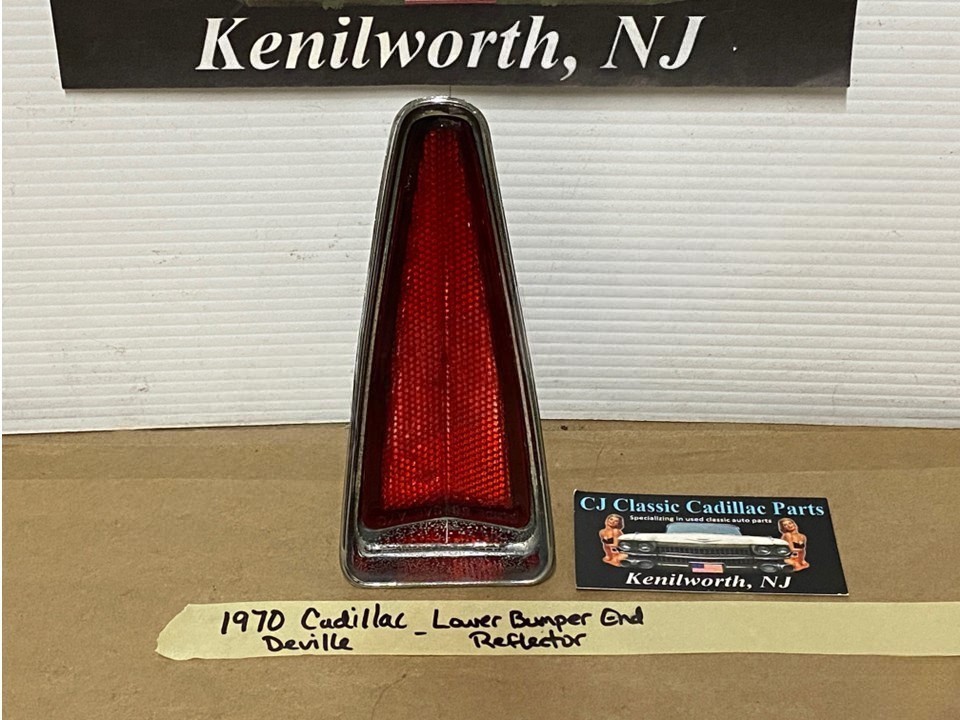 Kenilworth, NJ
CJ Classic Cadillac Parts
Specializing in used classic auto parts
Kenilworth, NJ
1970 Cadillac - Lower Bumper End
Deville Reflector